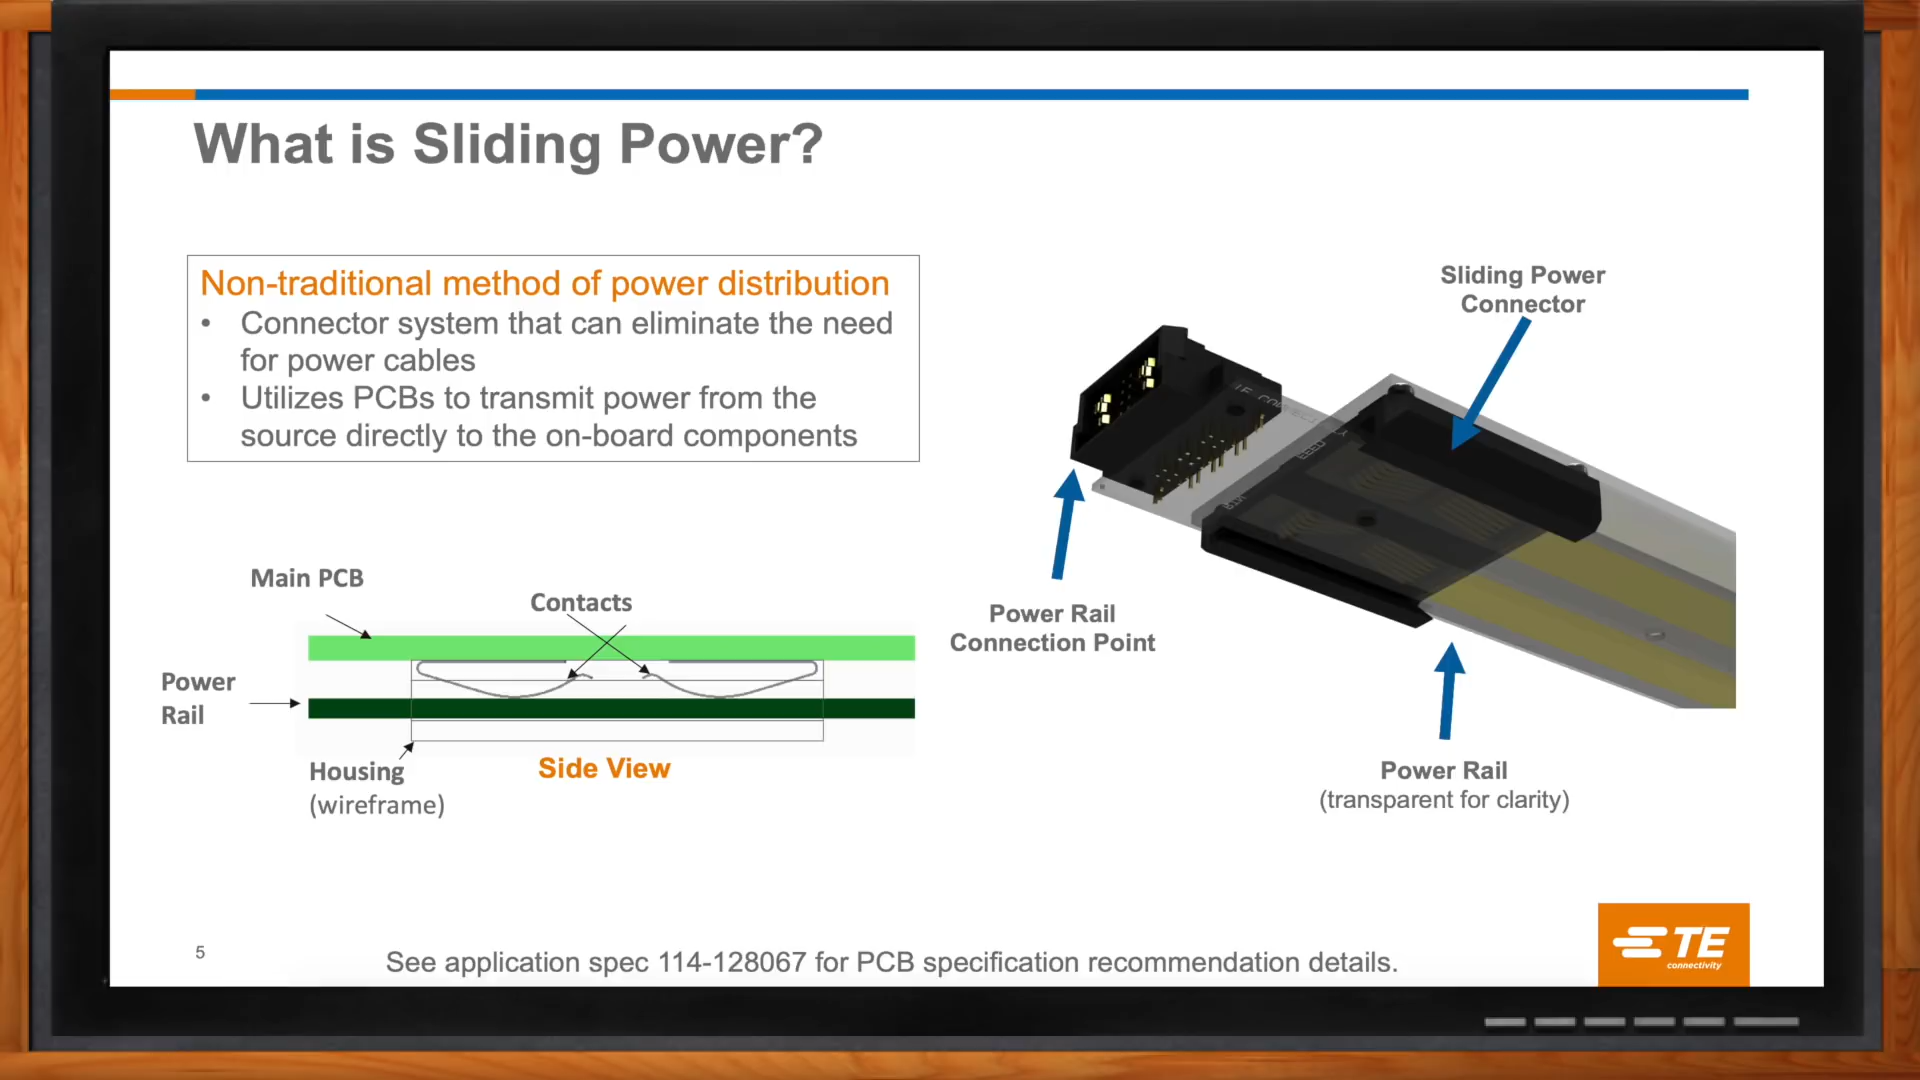 What is Sliding Power?
Non-traditional method of power distribution
• Connector system that can eliminate the need
for power cables
• Utilizes PCBs to transmit power from the
source directly to the on-board components
Main PCB
Contacts
Power
Rail
Housing
(wireframe)
Side View
Sliding Power
Connector
Power Rail
Connection Point
Power Rail
(transparent for clarity)
5
See application spec 114-128067 for PCB specification recommendation details.
TE
connectivity